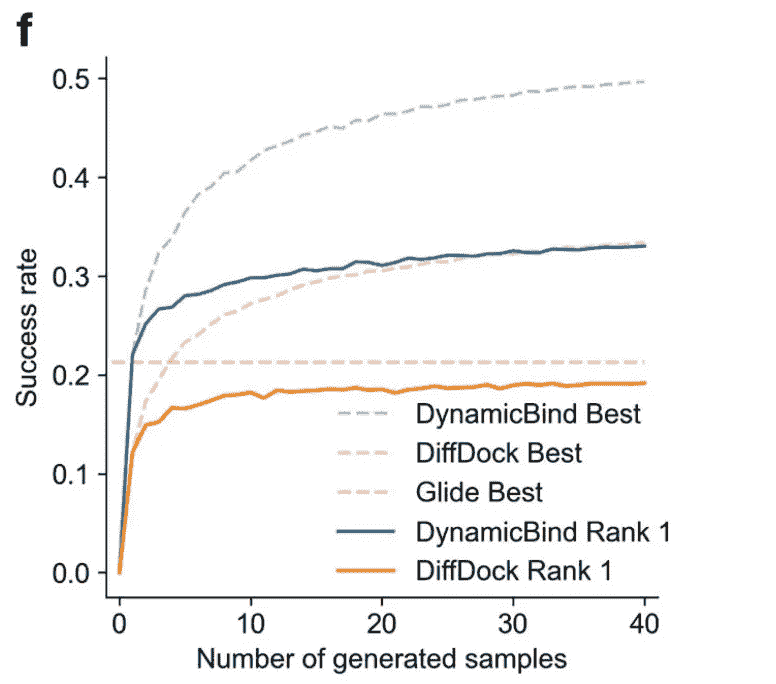 f
Success rate
0.5
0.4
0.3
0.2
0.1
0.0
DynamicBind Best
DiffDock Best
Glide Best
DynamicBind Rank 1
DiffDock Rank 1
0 10 20 30 40
Number of generated samples